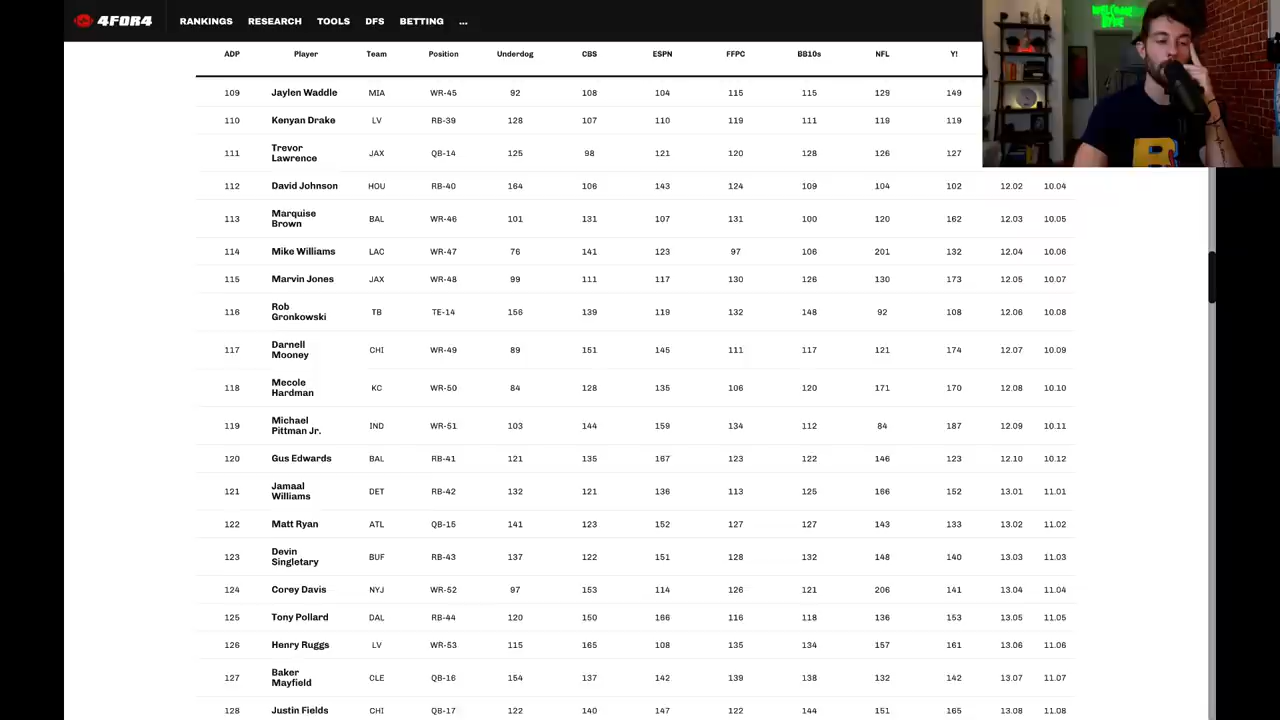 4FOR4 RANKINGS RESEARCH TOOLS DFS BETTING ...
WELCOME
ADP Player Team Position Underdog CBS ESPN FFPC BB10s NFL Y!
109 Jaylen Waddle MIA WR-45 92 108 104 115 115 129 149
110 Kenyan Drake LV RB-39 128 107 110 119 111 119 119
111 Trevor Lawrence JAX QB-14 125 98 121 120 128 126 127
112 David Johnson HOU RB-40 164 106 143 124 109 104 102 12.02 10.04
113 Marquise Brown BAL WR-46 101 131 107 131 100 120 162 12.03 10.05
114 Mike Williams LAC WR-47 76 141 123 97 106 201 132 12.04 10.06
115 Marvin Jones JAX WR-48 99 111 117 130 126 130 173 12.05 10.07
116 Rob Gronkowski TB TE-14 156 139 119 132 148 92 108 12.06 10.08
117 Darnell Mooney CHI WR-49 89 151 145 111 117 121 174 12.07 10.09
118 Mecole Hardman KC WR-50 84 128 135 106 120 171 170 12.08 10.10
119 Michael Pittman Jr. IND WR-51 103 144 159 134 112 84 187 12.09 10.11
120 Gus Edwards BAL RB-41 121 135 167 123 122 146 123 12.10 10.12
121 Jamaal Williams DET RB-42 132 121 136 113 125 166 152 13.01 11.01
122 Matt Ryan ATL QB-15 141 123 152 127 127 143 133 13.02 11.02
123 Devin Singletary BUF RB-43 137 122 151 128 132 148 140 13.03 11.03
124 Corey Davis NYJ WR-52 97 153 114 126 121 206 141 13.04 11.04
125 Tony Pollard DAL RB-44 120 150 166 116 118 136 153 13.05 11.05
126 Henry Ruggs LV WR-53 115 165 108 135 134 157 161 13.06 11.06
127 Baker Mayfield CLE QB-16 154 137 142 139 138 132 142 13.07 11.07
128 Justin Fields CHI QB-17 122 140 147 122 144 151 165 13.08 11.08